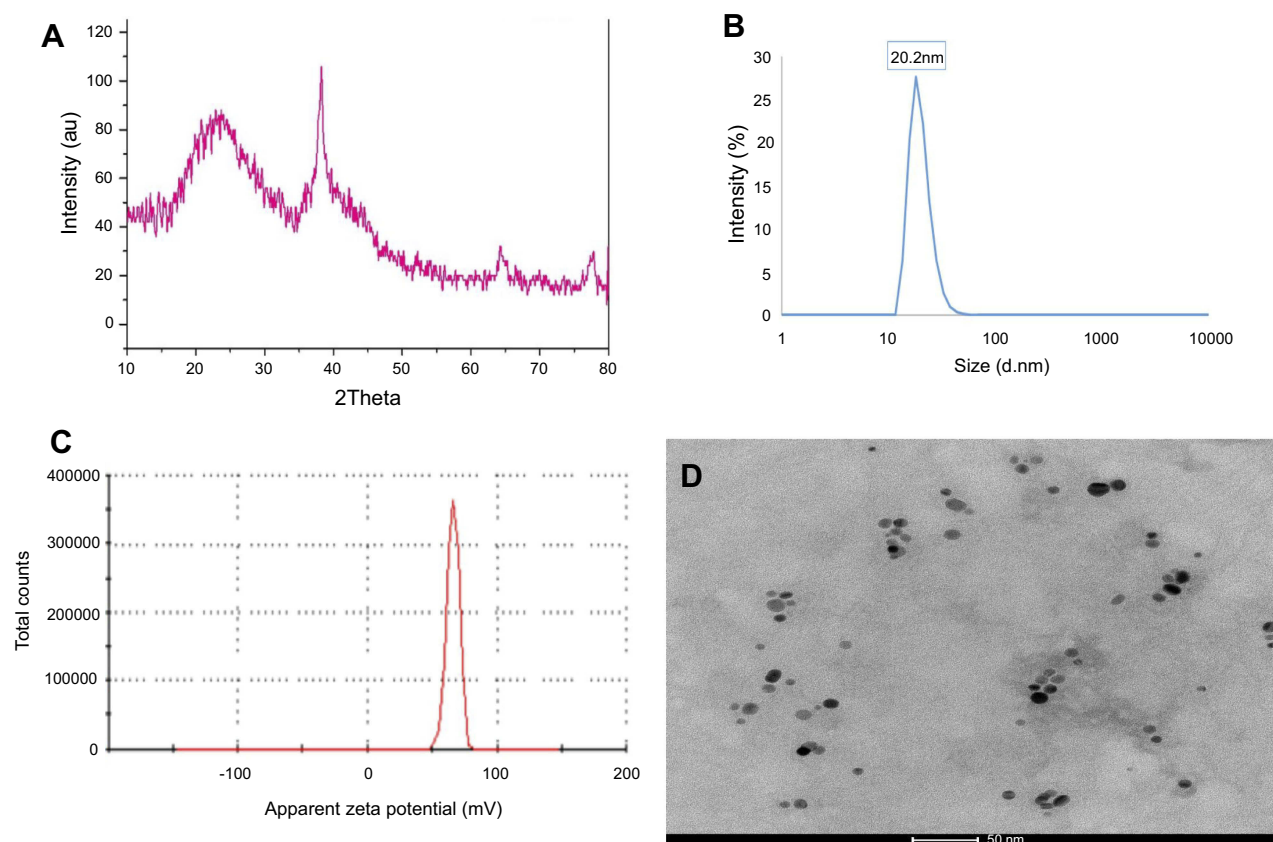 A
120
100
80
60
40
20
0
Intensity (au)
10 20 30 40 50 60 70 80
2Theta
B
20.2nm
30
25
20
15
10
5
0
Intensity (%)
1 10 100 1000 10000
Size (d.nm)
C
400000
300000
200000
100000
0
Total counts
-100 0 100 200
Apparent zeta potential (mV)
D
50 nm